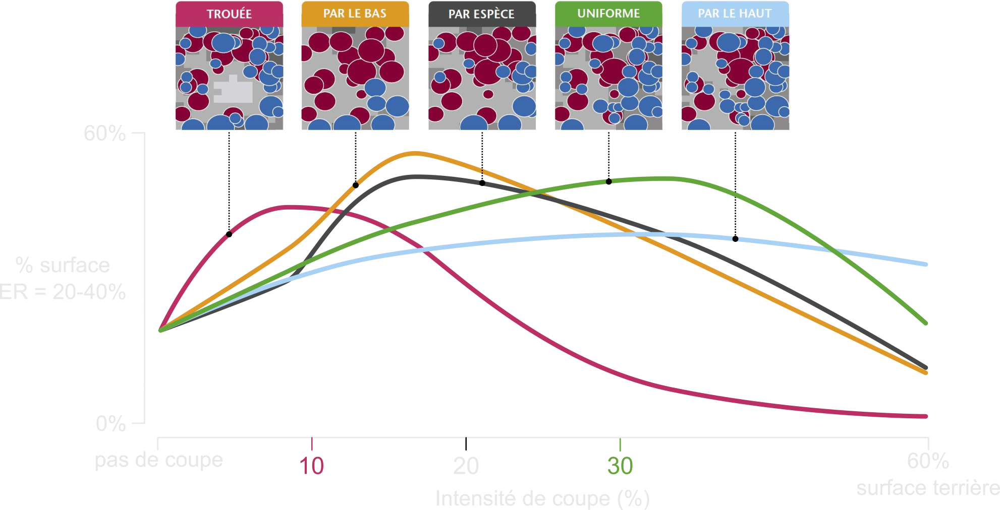 TROUÉE
PAR LE BAS
PAR ESPÈCE
UNIFORME
PAR LE HAUT
60%
% surface
ER = 20-40%
0%
pas de coupe
10
20
30
60%
surface terrière
Intensité de coupe (%)